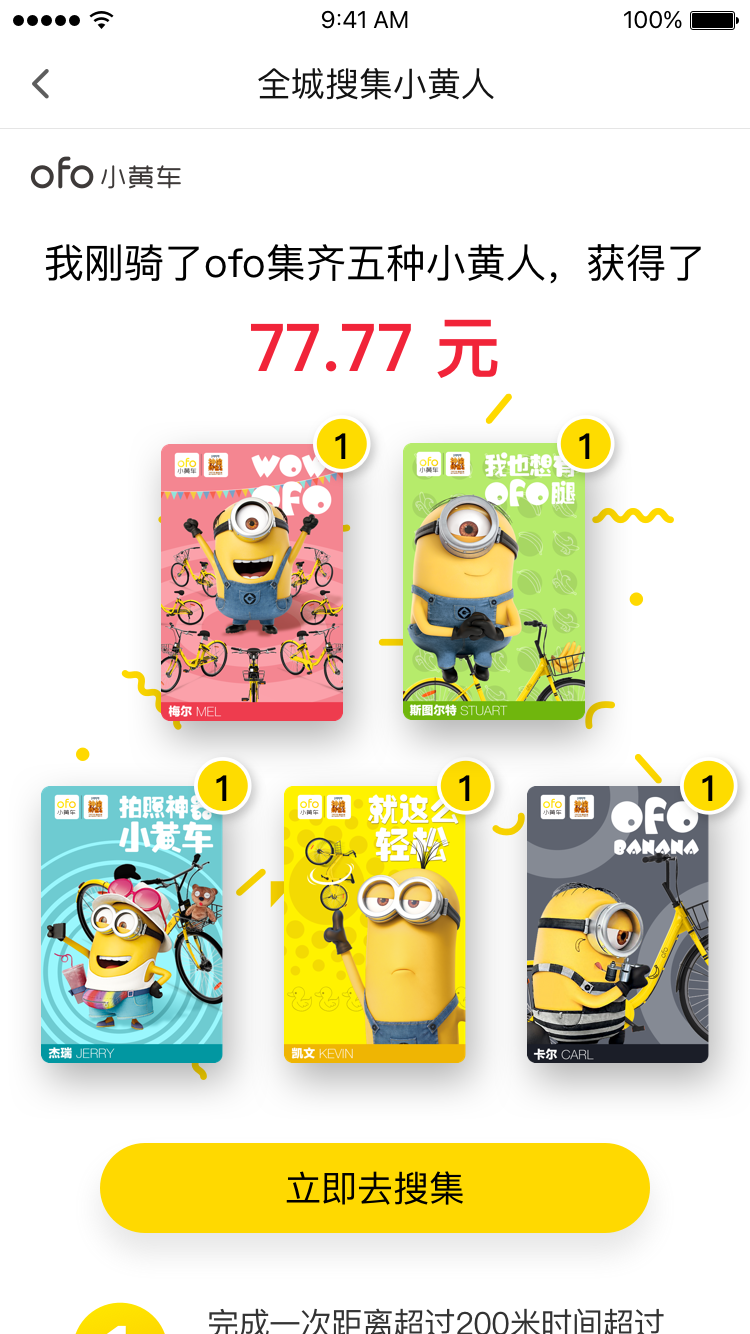 9:41 AM
100%
全城搜集小黄人
ofo 小黄车
我刚骑了ofo集齐五种小黄人，获得了
77.77 元
1
1
ofo
小黄车
WOW
OFO
ofo
小黄车
我也想有
OFO腿
梅尔 MEL
斯图尔特 STUART
1
1
1
ofo
小黄车
拍照神器
小黄车
ofo
小黄车
就这么
轻松
ofo
小黄车
OFO
BANANA
杰瑞 JERRY
凯文 KEVIN
卡尔 CARL
立即去搜集
1
完成一次距离超过200米时间超过